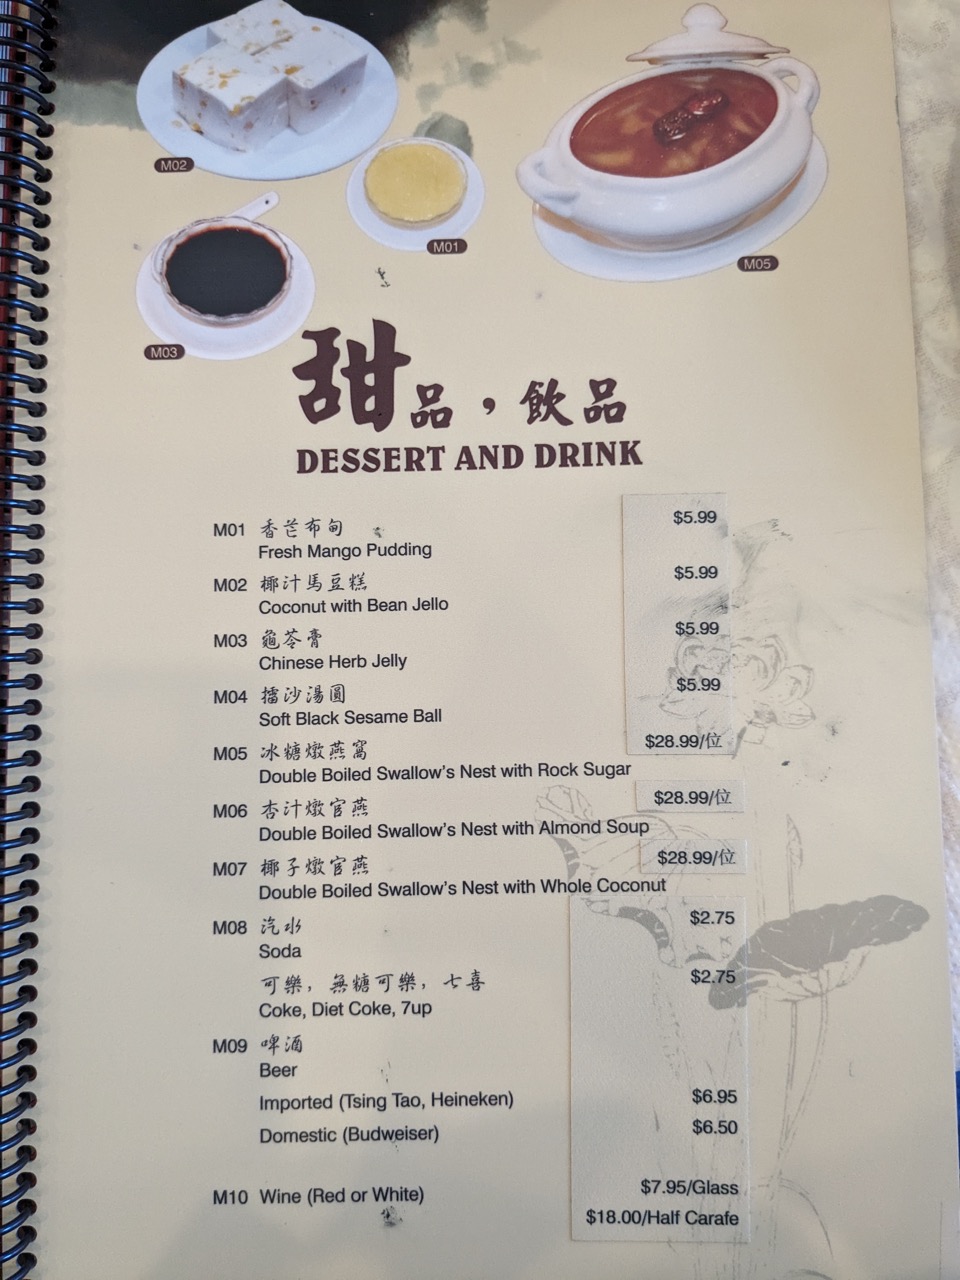 M02
M01
M05
M03
甜品，飲品
DESSERT AND DRINK
M01 香芒布甸 $5.99
Fresh Mango Pudding
M02 椰汁馬豆糕 $5.99
Coconut with Bean Jello
M03 龜苓膏 $5.99
Chinese Herb Jelly
M04 擂沙湯圓 $5.99
Soft Black Sesame Ball
M05 冰糖燉燕窩 $28.99/位
Double Boiled Swallow's Nest with Rock Sugar
M06 杏汁燉官燕 $28.99/位
Double Boiled Swallow's Nest with Almond Soup
M07 椰子燉官燕 $28.99/位
Double Boiled Swallow's Nest with Whole Coconut
M08 汽水 $2.75
Soda
可樂，無糖可樂，七喜 $2.75
Coke, Diet Coke, 7up
M09 啤酒
Beer
Imported (Tsing Tao, Heineken) $6.95
Domestic (Budweiser) $6.50
M10 Wine (Red or White) $7.95/Glass
$18.00/Half Carafe